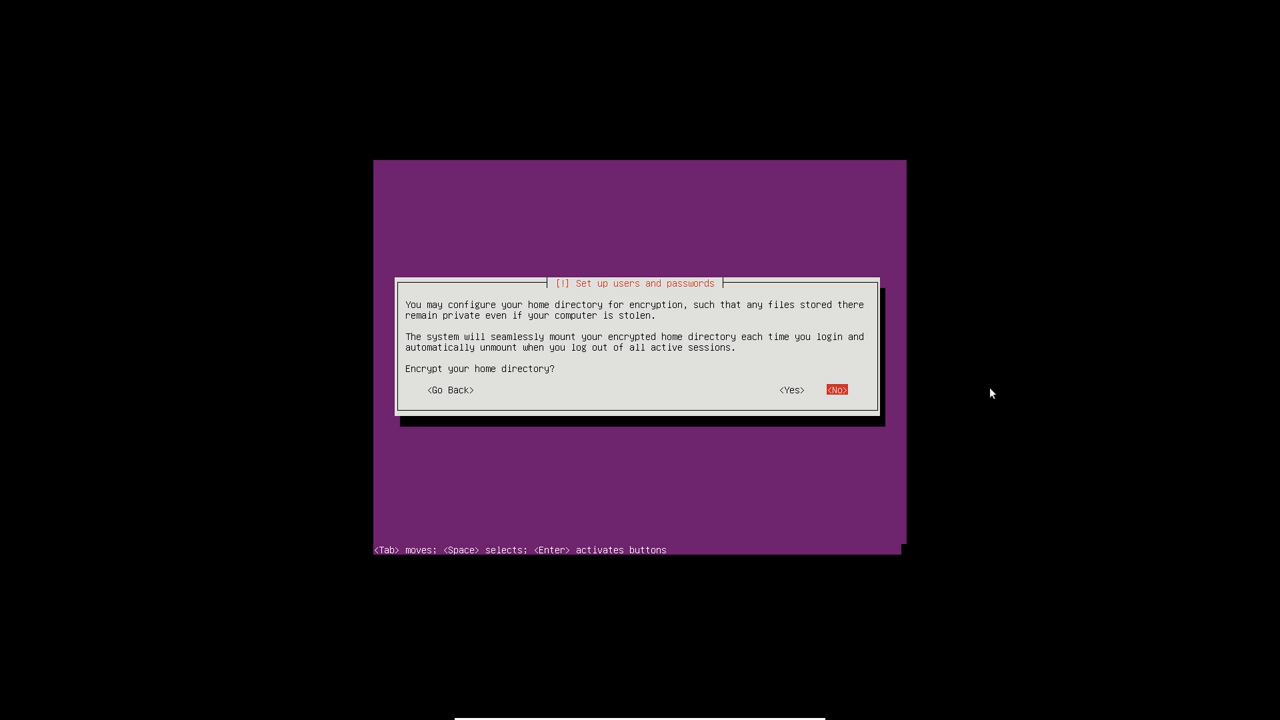 [!] Set up users and passwords
You may configure your home directory for encryption, such that any files stored there
remain private even if your computer is stolen.
The system will seamlessly mount your encrypted home directory each time you login and
automatically unmount when you log out of all active sessions.
Encrypt your home directory?
<Go Back> <Yes> <No>
<Tab> moves; <Space> selects; <Enter> activates buttons